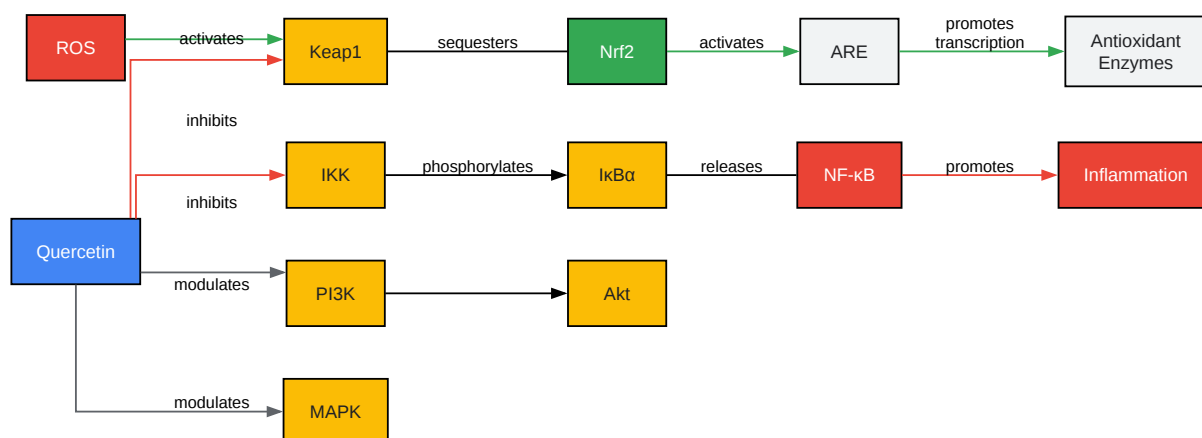 ROS
activates
Keap1
sequesters
Nrf2
activates
ARE
promotes
transcription
Antioxidant
Enzymes
inhibits
IKK
phosphorylates
IκBα
releases
NF-κB
promotes
Inflammation
inhibits
Quercetin
modulates
PI3K
Akt
modulates
MAPK